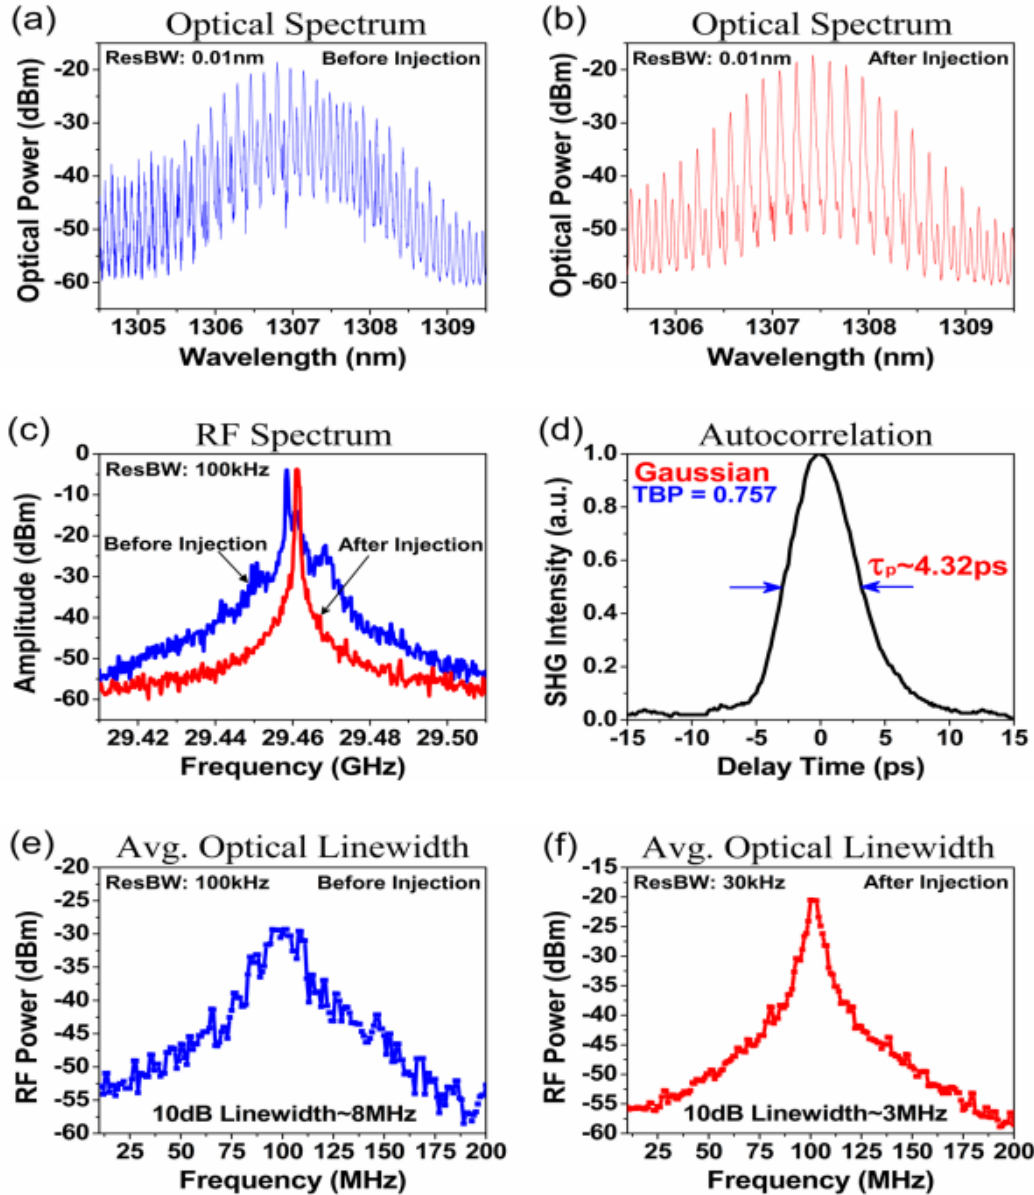 (a) Optical Spectrum
ResBW: 0.01nm Before Injection
Optical Power (dBm)
-20
-30
-40
-50
-60
1305 1306 1307 1308 1309
Wavelength (nm)
(b) Optical Spectrum
ResBW: 0.01nm After Injection
Optical Power (dBm)
-20
-30
-40
-50
-60
1306 1307 1308 1309
Wavelength (nm)
(c) RF Spectrum
ResBW: 100kHz
Before Injection After Injection
Amplitude (dBm)
0
-10
-20
-30
-40
-50
-60
29.42 29.44 29.46 29.48 29.50
Frequency (GHz)
(d) Autocorrelation
Gaussian
TBP = 0.757
τp~4.32ps
SHG Intensity (a.u.)
1.0
0.8
0.6
0.4
0.2
0.0
-15 -10 -5 0 5 10 15
Delay Time (ps)
(e) Avg. Optical Linewidth
ResBW: 100kHz Before Injection
RF Power (dBm)
-20
-25
-30
-35
-40
-45
-50
-55
-60
10dB Linewidth~8MHz
25 50 75 100 125 150 175 200
Frequency (MHz)
(f) Avg. Optical Linewidth
ResBW: 30kHz After Injection
RF Power (dBm)
-15
-20
-25
-30
-35
-40
-45
-50
-55
-60
10dB Linewidth~3MHz
25 50 75 100 125 150 175 200
Frequency (MHz)